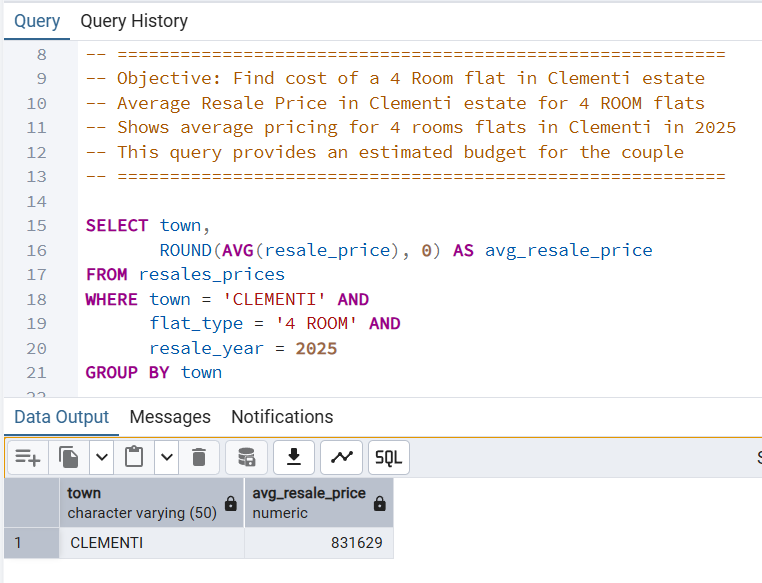 Query Query History
8 -- ==========================================================
9 -- Objective: Find cost of a 4 Room flat in Clementi estate
10 -- Average Resale Price in Clementi estate for 4 ROOM flats
11 -- Shows average pricing for 4 rooms flats in Clementi in 2025
12 -- This query provides an estimated budget for the couple
13 -- ==========================================================
14
15 SELECT town,
16 ROUND(AVG(resale_price), 0) AS avg_resale_price
17 FROM resales_prices
18 WHERE town = 'CLEMENTI' AND
19 flat_type = '4 ROOM' AND
20 resale_year = 2025
21 GROUP BY town
Data Output Messages Notifications
SQL
town avg_resale_price
character varying (50) numeric
1 CLEMENTI 831629